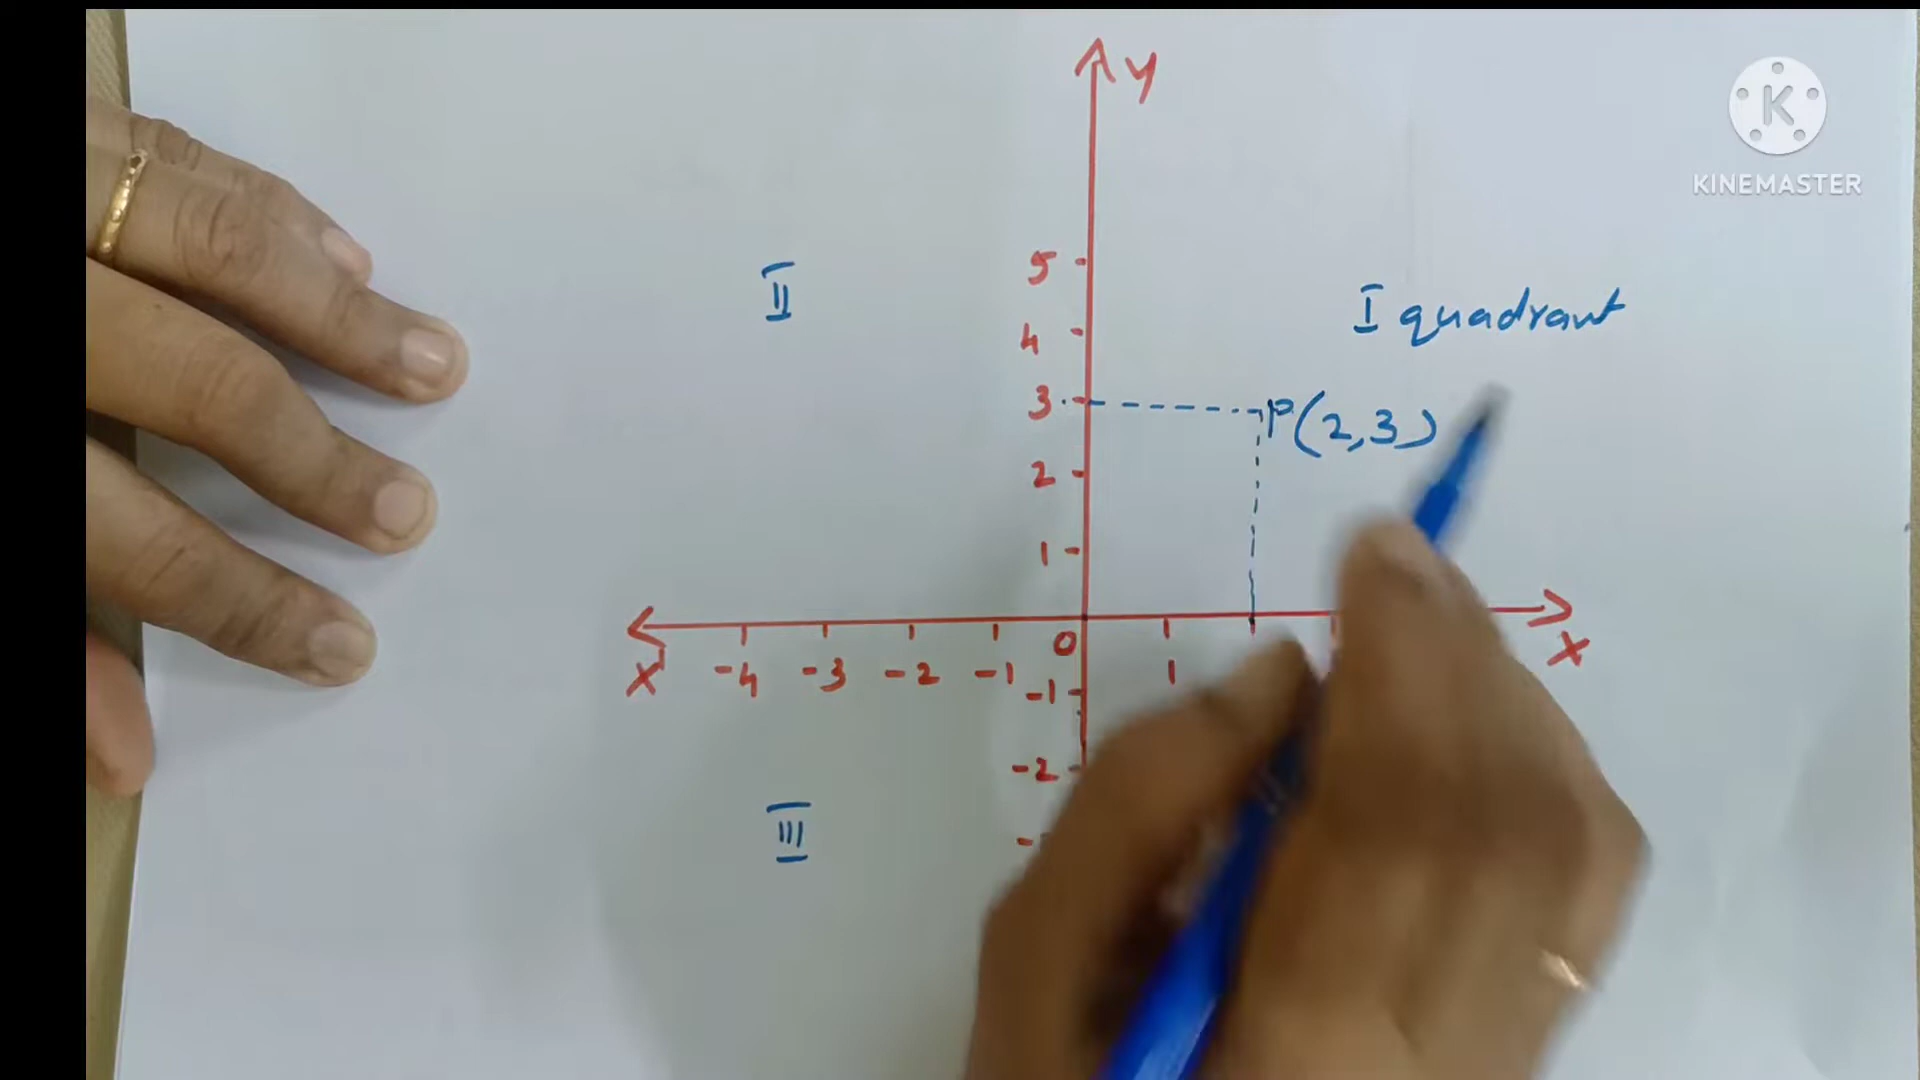 Y
K
KINEMASTER
5
II
I quadrant
4
3
P(2,3)
2
1
0
X'
-4 -3 -2 -1
1
X
-1
-2
III